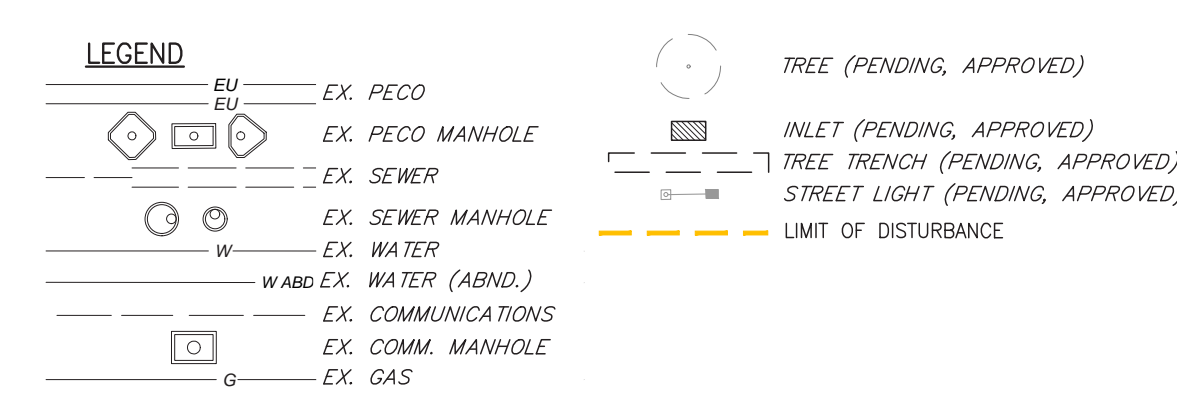 LEGEND
EU
EU
EX. PECO
EX. PECO MANHOLE
EX. SEWER
EX. SEWER MANHOLE
W
EX. WATER
W ABD
EX. WATER (ABND.)
EX. COMMUNICATIONS
EX. COMM. MANHOLE
G
EX. GAS
TREE (PENDING, APPROVED)
INLET (PENDING, APPROVED)
TREE TRENCH (PENDING, APPROVED)
STREET LIGHT (PENDING, APPROVED)
LIMIT OF DISTURBANCE